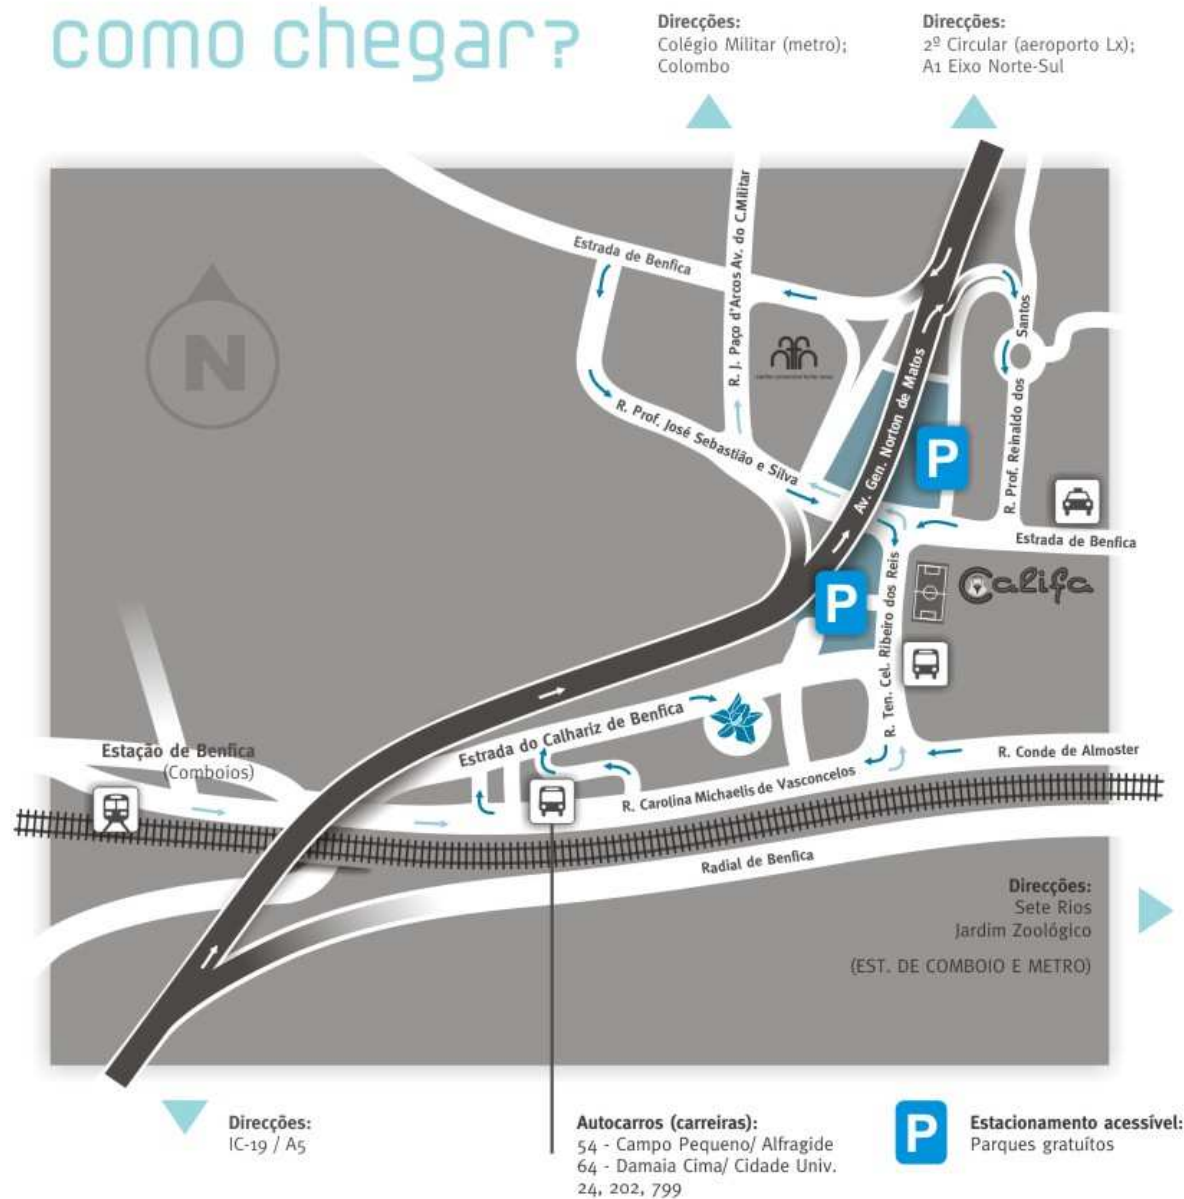 como chegar?
Direcções:
Colégio Militar (metro);
Colombo
Direcções:
2º Circular (aeroporto Lx);
A1 Eixo Norte-Sul
Estrada de Benfica
R. J. Paço d'Arcos Av. do C.Militar
N
R. Prof. José Sebastião e Silva
Av. Gen. Norton de Matos
R. Prof. Reinaldo dos Santos
P
Estrada de Benfica
Califa
P
R. Ten. Cel. Ribeiro dos Reis
Estrada do Calhariz de Benfica
Estação de Benfica
(Comboios)
R. Conde de Almoster
R. Carolina Michaelis de Vasconcelos
Radial de Benfica
Direcções:
Sete Rios
Jardim Zoológico
(EST. DE COMBOIO E METRO)
Direcções:
IC-19 / A5
Autocarros (carreiras):
54 - Campo Pequeno/ Alfragide
64 - Damaia Cima/ Cidade Univ.
24, 202, 799
P
Estacionamento acessível:
Parques gratuítos